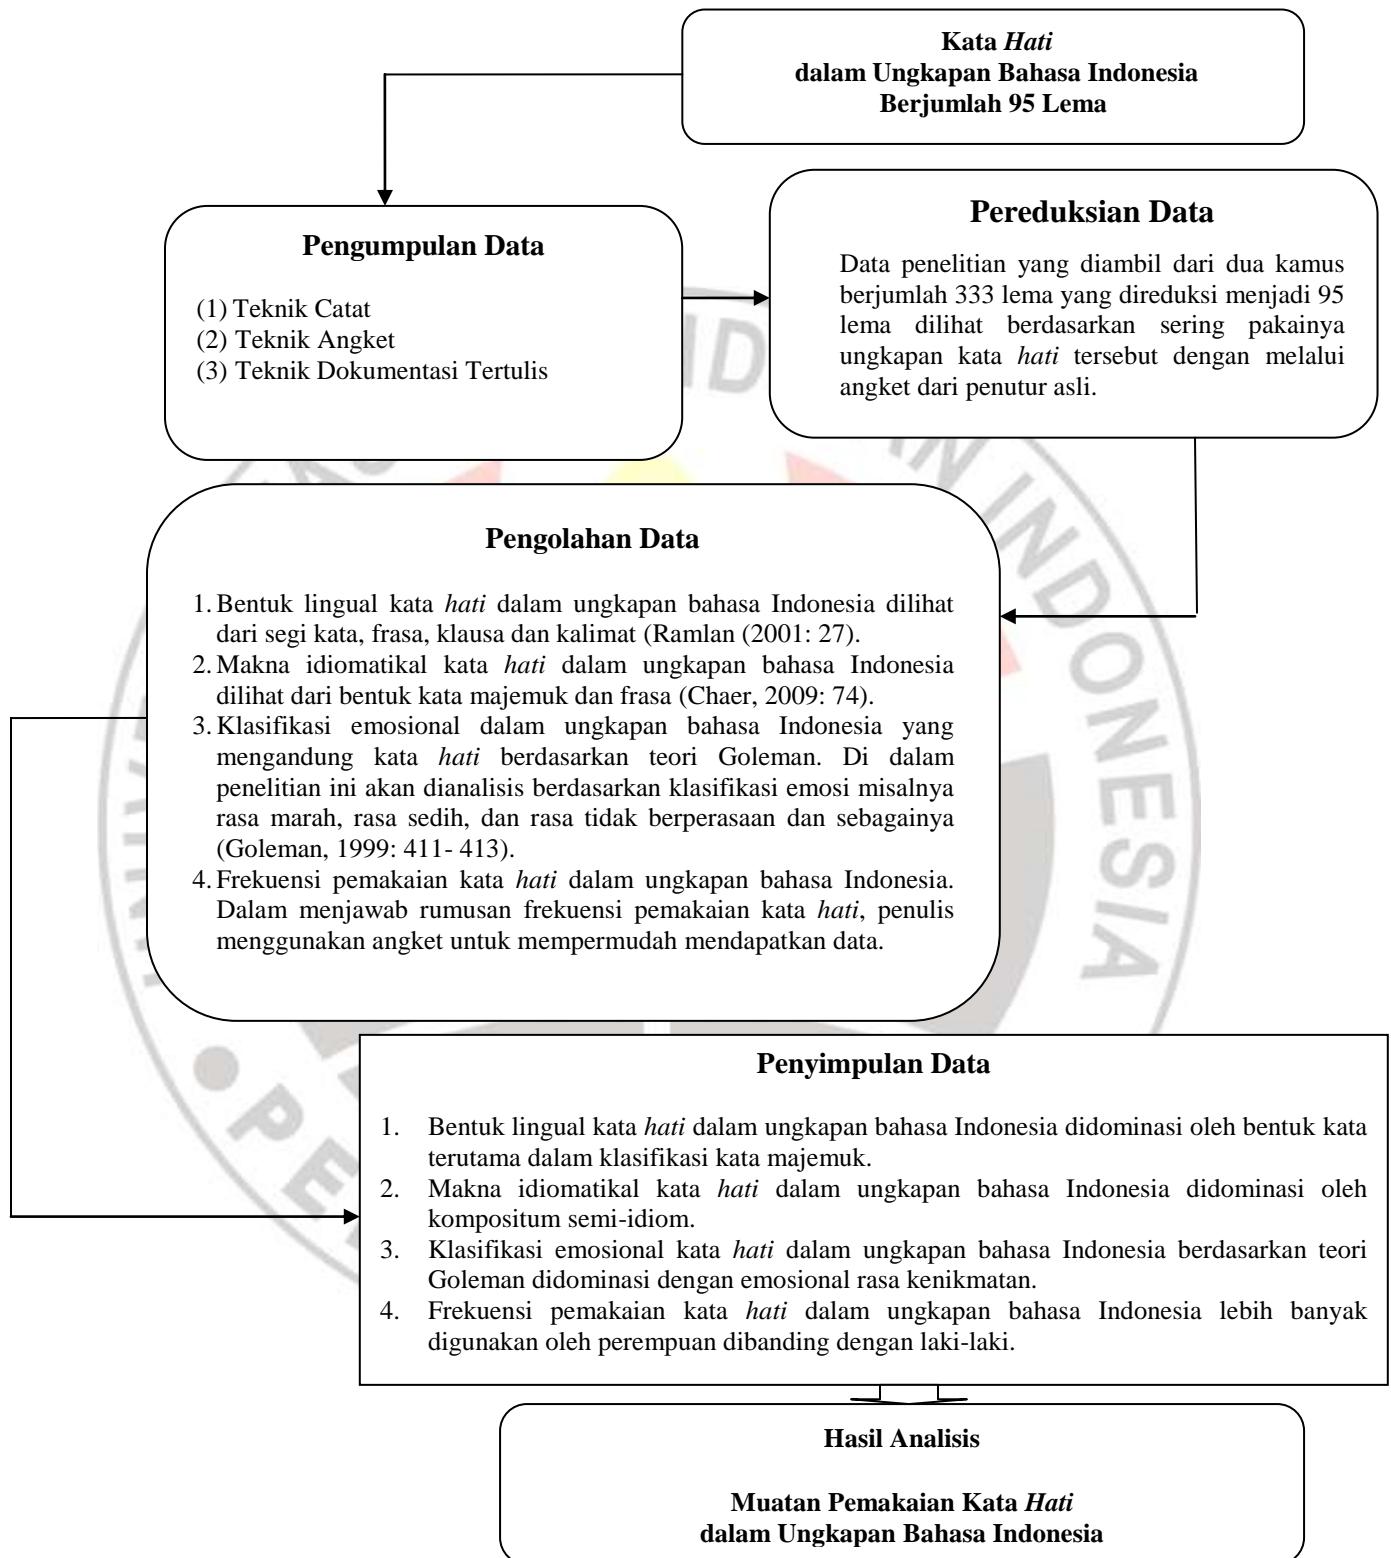 Kata Hati
dalam Ungkapan Bahasa Indonesia
Berjumlah 95 Lema
Pengumpulan Data
(1) Teknik Catat
(2) Teknik Angket
(3) Teknik Dokumentasi Tertulis
Pereduksian Data
Data penelitian yang diambil dari dua kamus
berjumlah 333 lema yang direduksi menjadi 95
lema dilihat berdasarkan sering pakainya
ungkapan kata hati tersebut dengan melalui
angket dari penutur asli.
Pengolahan Data
1. Bentuk lingual kata hati dalam ungkapan bahasa Indonesia dilihat
dari segi kata, frasa, klausa dan kalimat (Ramlan (2001: 27).
2. Makna idiomatikal kata hati dalam ungkapan bahasa Indonesia
dilihat dari bentuk kata majemuk dan frasa (Chaer, 2009: 74).
3. Klasifikasi emosional dalam ungkapan bahasa Indonesia yang
mengandung kata hati berdasarkan teori Goleman. Di dalam
penelitian ini akan dianalisis berdasarkan klasifikasi emosi misalnya
rasa marah, rasa sedih, dan rasa tidak berperasaan dan sebagainya
(Goleman, 1999: 411- 413).
4. Frekuensi pemakaian kata hati dalam ungkapan bahasa Indonesia.
Dalam menjawab rumusan frekuensi pemakaian kata hati, penulis
menggunakan angket untuk mempermudah mendapatkan data.
Penyimpulan Data
1. Bentuk lingual kata hati dalam ungkapan bahasa Indonesia didominasi oleh bentuk kata
terutama dalam klasifikasi kata majemuk.
2. Makna idiomatikal kata hati dalam ungkapan bahasa Indonesia didominasi oleh
kompositum semi-idiom.
3. Klasifikasi emosional kata hati dalam ungkapan bahasa Indonesia berdasarkan teori
Goleman didominasi dengan emosional rasa kenikmatan.
4. Frekuensi pemakaian kata hati dalam ungkapan bahasa Indonesia lebih banyak
digunakan oleh perempuan dibanding dengan laki-laki.
Hasil Analisis
Muatan Pemakaian Kata Hati
dalam Ungkapan Bahasa Indonesia
INDONESIA